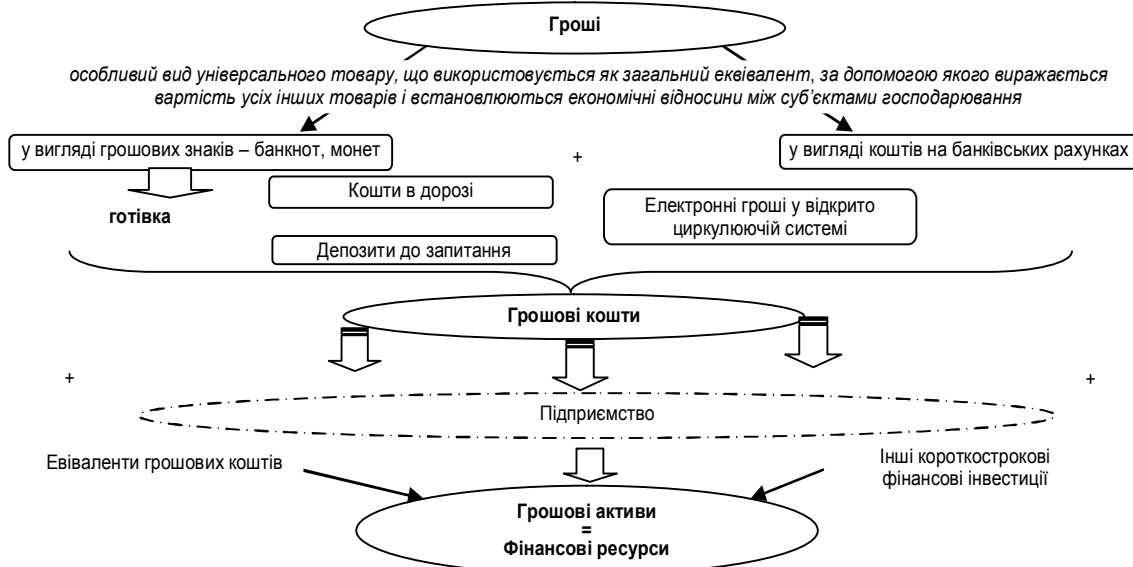 Гроші
особливий вид універсального товару, що використовується як загальний еквівалент, за допомогою якого виражається
вартість усіх інших товарів і встановлюються економічні відносини між суб’єктами господарювання
у вигляді грошових знаків – банкнот, монет
+
у вигляді коштів на банківських рахунках
готівка
Кошти в дорозі
Електронні гроші у відкрито
циркулюючій системі
Депозити до запитання
Грошові кошти
+
+
Підприємство
Евіваленти грошових коштів
Інші короткострокові
фінансові інвестиції
Грошові активи
=
Фінансові ресурси